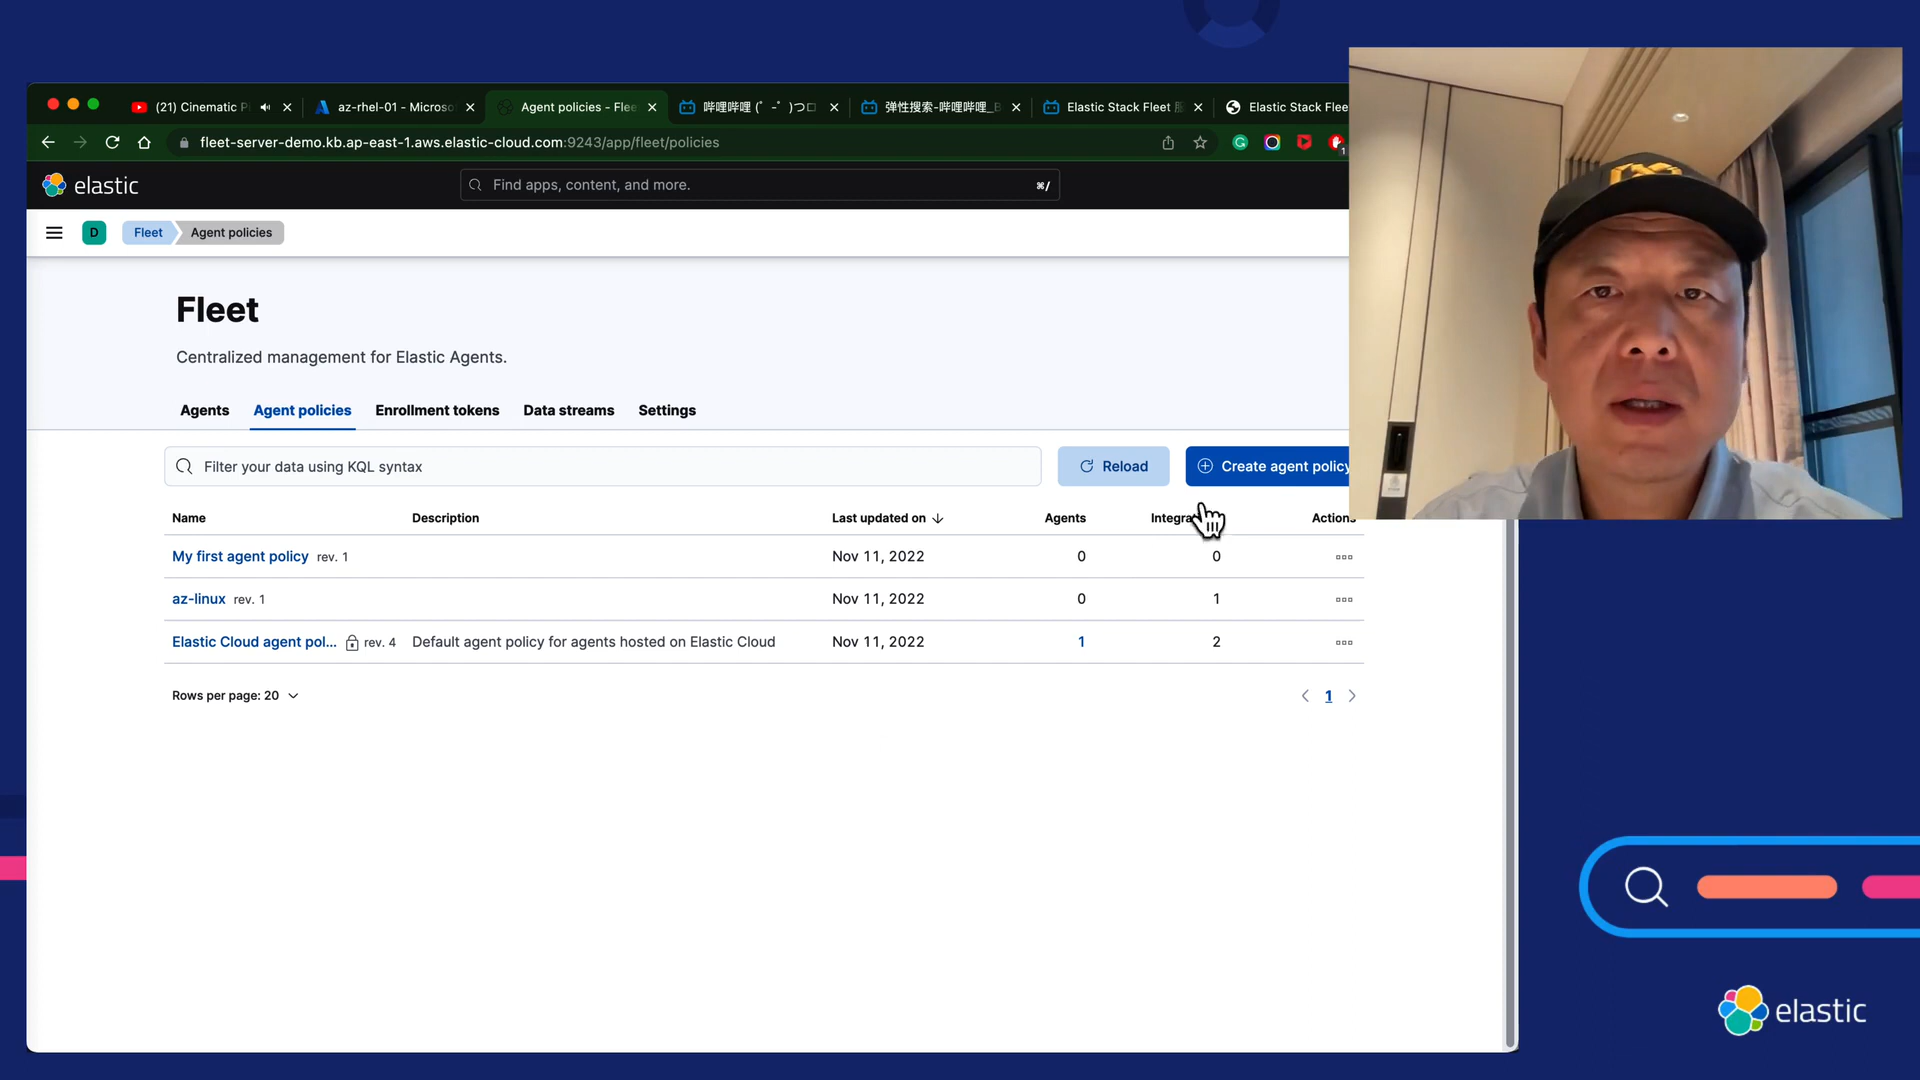 (21) Cinematic P
az-rhel-01 - Microso
Agent policies - Flee
哔哩哔哩 (゜-゜)つロ
弹性搜索-哔哩哔哩_B
Elastic Stack Fleet
Elastic Stack Flee
fleet-server-demo.kb.ap-east-1.aws.elastic-cloud.com:9243/app/fleet/policies
1
elastic
Find apps, content, and more.
⌘/
D
Fleet
Agent policies
Fleet
Centralized management for Elastic Agents.
Agents
Agent policies
Enrollment tokens
Data streams
Settings
Filter your data using KQL syntax
Reload
Create agent policy
Name
Description
Last updated on
Agents
Integra
Actions
My first agent policy rev. 1
Nov 11, 2022
0
0
az-linux rev. 1
Nov 11, 2022
0
1
Elastic Cloud agent pol... rev. 4
Default agent policy for agents hosted on Elastic Cloud
Nov 11, 2022
1
2
Rows per page: 20
1
elastic